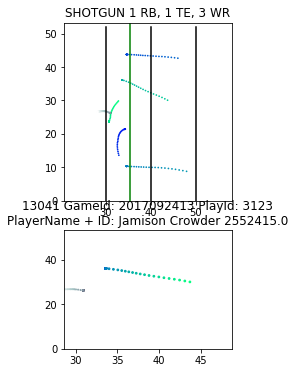 SHOTGUN 1 RB, 1 TE, 3 WR
50
40
30
20
10
0
30 40 50
13041 GameId: 2017092413 PlayId: 3123
PlayerName + ID: Jamison Crowder 2552415.0
40
20
0
30 35 40 45